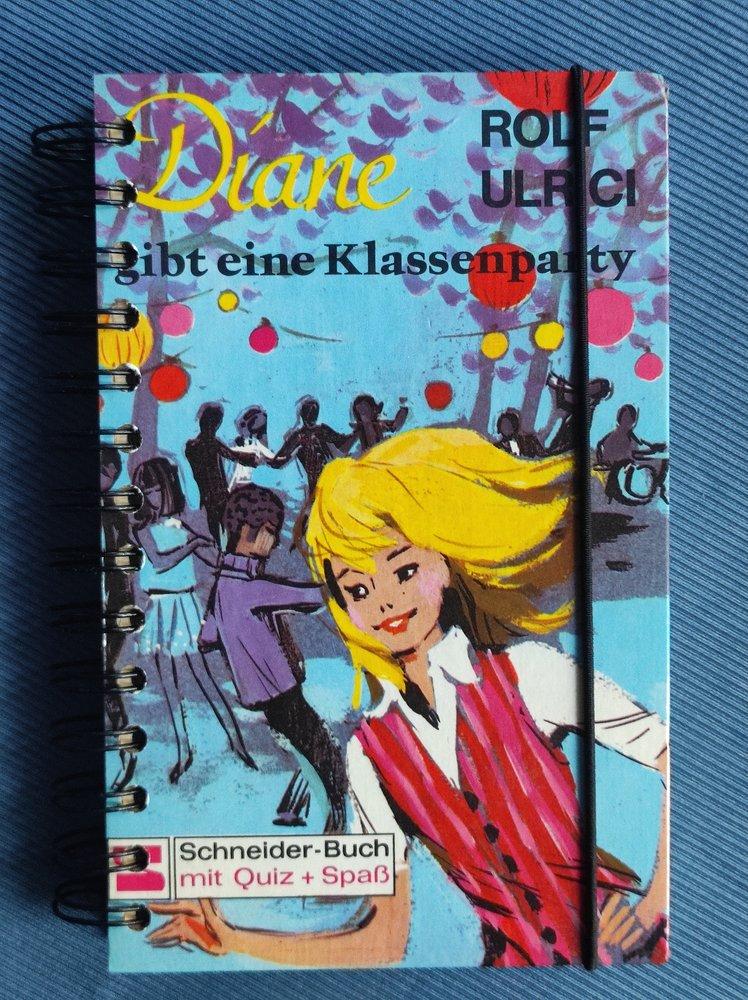 Diane
ROLF
ULRICI
gibt eine Klassenparty
Schneider-Buch
mit Quiz + Spaß